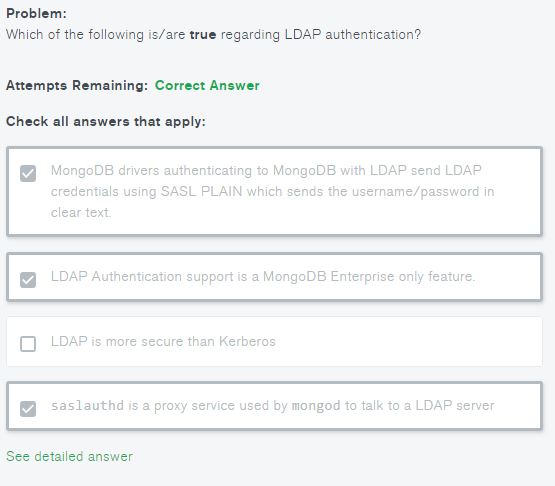 Problem:
Which of the following is/are true regarding LDAP authentication?
Attempts Remaining: Correct Answer
Check all answers that apply:
MongoDB drivers authenticating to MongoDB with LDAP send LDAP
credentials using SASL PLAIN which sends the username/password in
clear text.
LDAP Authentication support is a MongoDB Enterprise only feature.
LDAP is more secure than Kerberos
saslauthd is a proxy service used by mongod to talk to a LDAP server
See detailed answer